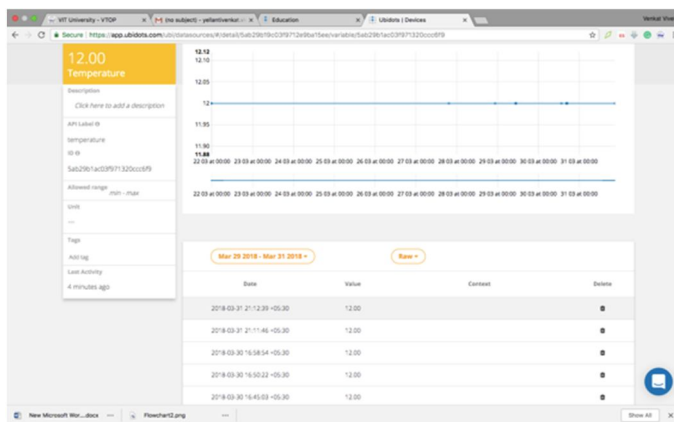 VIT University - VTOP
(no subject) - yellantivenkur
Education
Ubidots | Devices
Venkat Vive
Secure | https://app.ubidots.com/ubi/datasources/#/detail/
12.00
Temperature
Description
Click here to add a description
API Label
temperature
ID
5ab29b1ac03f971320ccc6f9
Allowed range
min - max
Unit
Tags
Add tag
Last Activity
4 minutes ago
12.12
12.10
12.05
12
11.95
11.90
11.88
22 03 at 00:00 23 03 at 00:00 24 03 at 00:00 25 03 at 00:00 26 03 at 00:00 27 03 at 00:00 28 03 at 00:00 29 03 at 00:00 30 03 at 00:00 31 03 at 00:00
22 03 at 00:00 23 03 at 00:00 24 03 at 00:00 25 03 at 00:00 26 03 at 00:00 27 03 at 00:00 28 03 at 00:00 29 03 at 00:00 30 03 at 00:00 31 03 at 00:00
Mar 29 2018 - Mar 31 2018 Raw
Date Value Context Delete
2018-03-31 21:12:39 +05:30 12.00
2018-03-31 21:11:46 +05:30 12.00
2018-03-30 16:58:54 +05:30 12.00
2018-03-30 16:50:22 +05:30 12.00
2018-03-30 16:45:03 +05:30 12.00
New Microsoft Wor...docx Flowchart2.png Show All